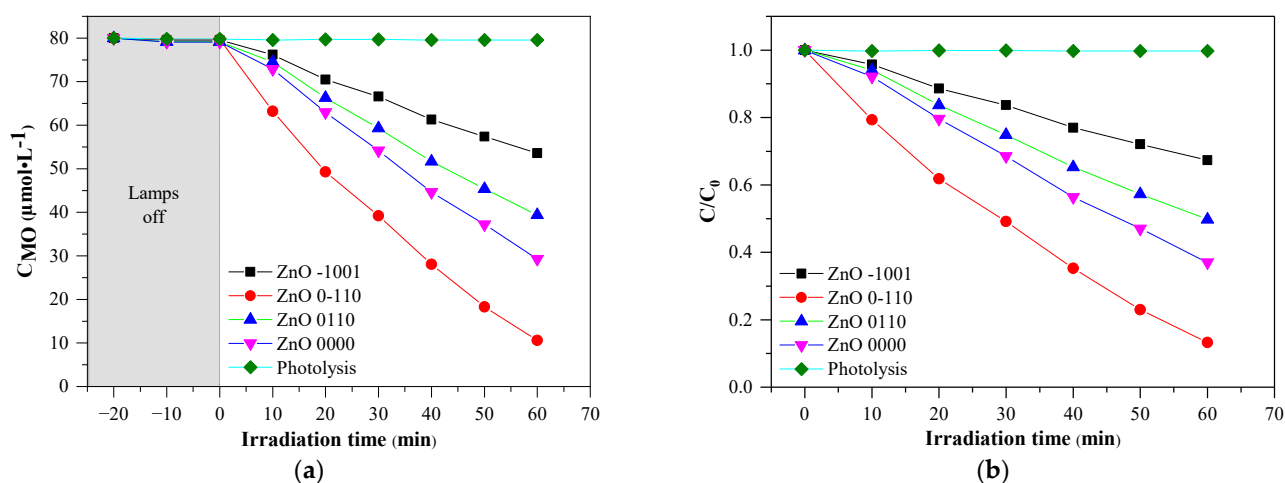 C_MO (μmol•L⁻¹)
80
70
60
50
40
30
20
10
0
Lamps
off
ZnO -1001
ZnO 0-110
ZnO 0110
ZnO 0000
Photolysis
−20 −10 0 10 20 30 40 50 60 70
Irradiation time (min)
(a)
C/C₀
1.0
0.8
0.6
0.4
0.2
0.0
ZnO -1001
ZnO 0-110
ZnO 0110
ZnO 0000
Photolysis
0 10 20 30 40 50 60 70
Irradiation time (min)
(b)